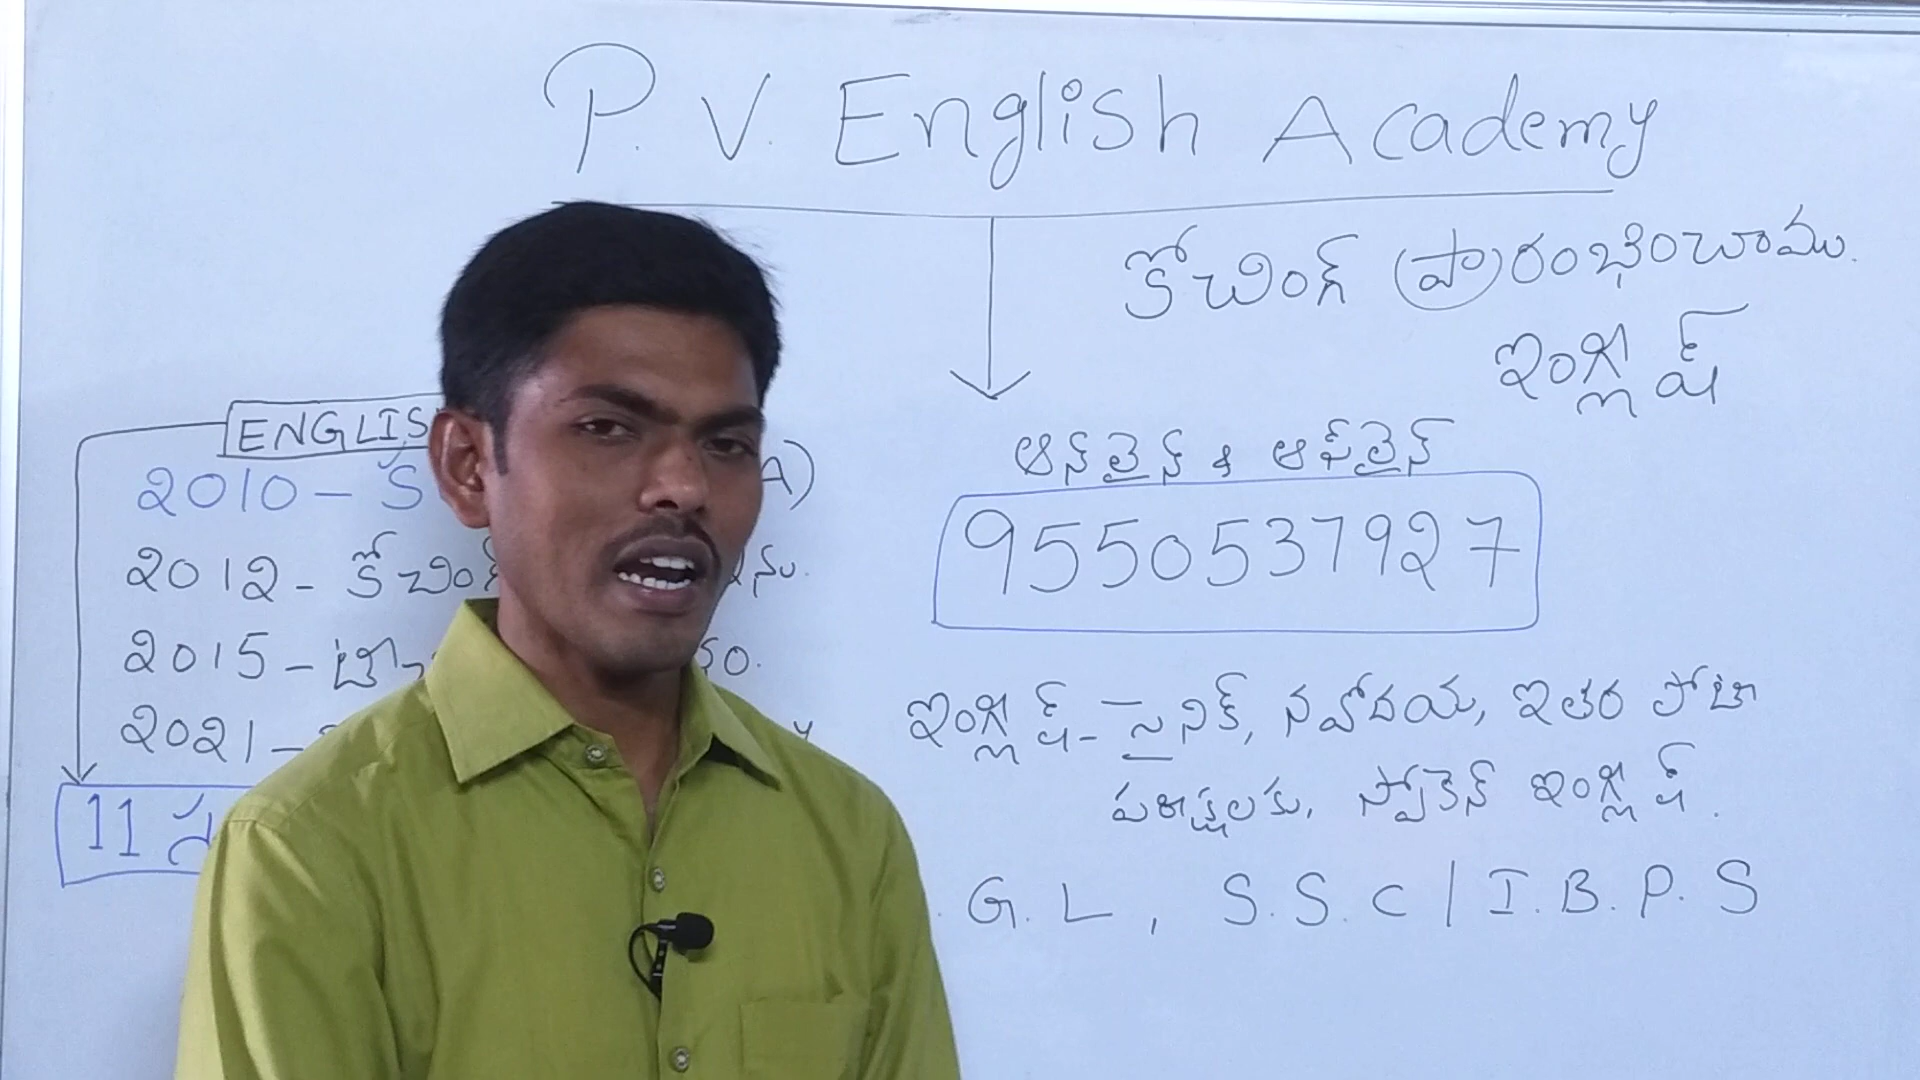 P. V. English Academy
కోచింగ్ ప్రారంభించాము.
ఇంగ్లీష్
ఆన్‌లైన్ & ఆఫ్‌లైన్
9550537927
ఇంగ్లీష్ - సైనిక్, నవోదయ, ఇతర పోటీ
పరీక్షలకు, స్పోకెన్ ఇంగ్లీష్.
G. L, S. S. C / I. B. P. S
ENGLIS
2010 - A)
2012 - కోచింగ్
2015 -
2021 -
11